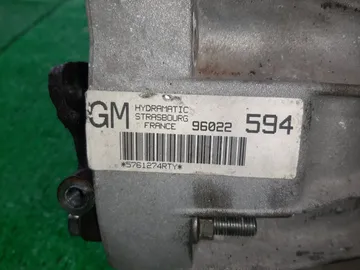 GM HYDRAMATIC
STRASBOURG
FRANCE 96022 594
*5761274RTY*